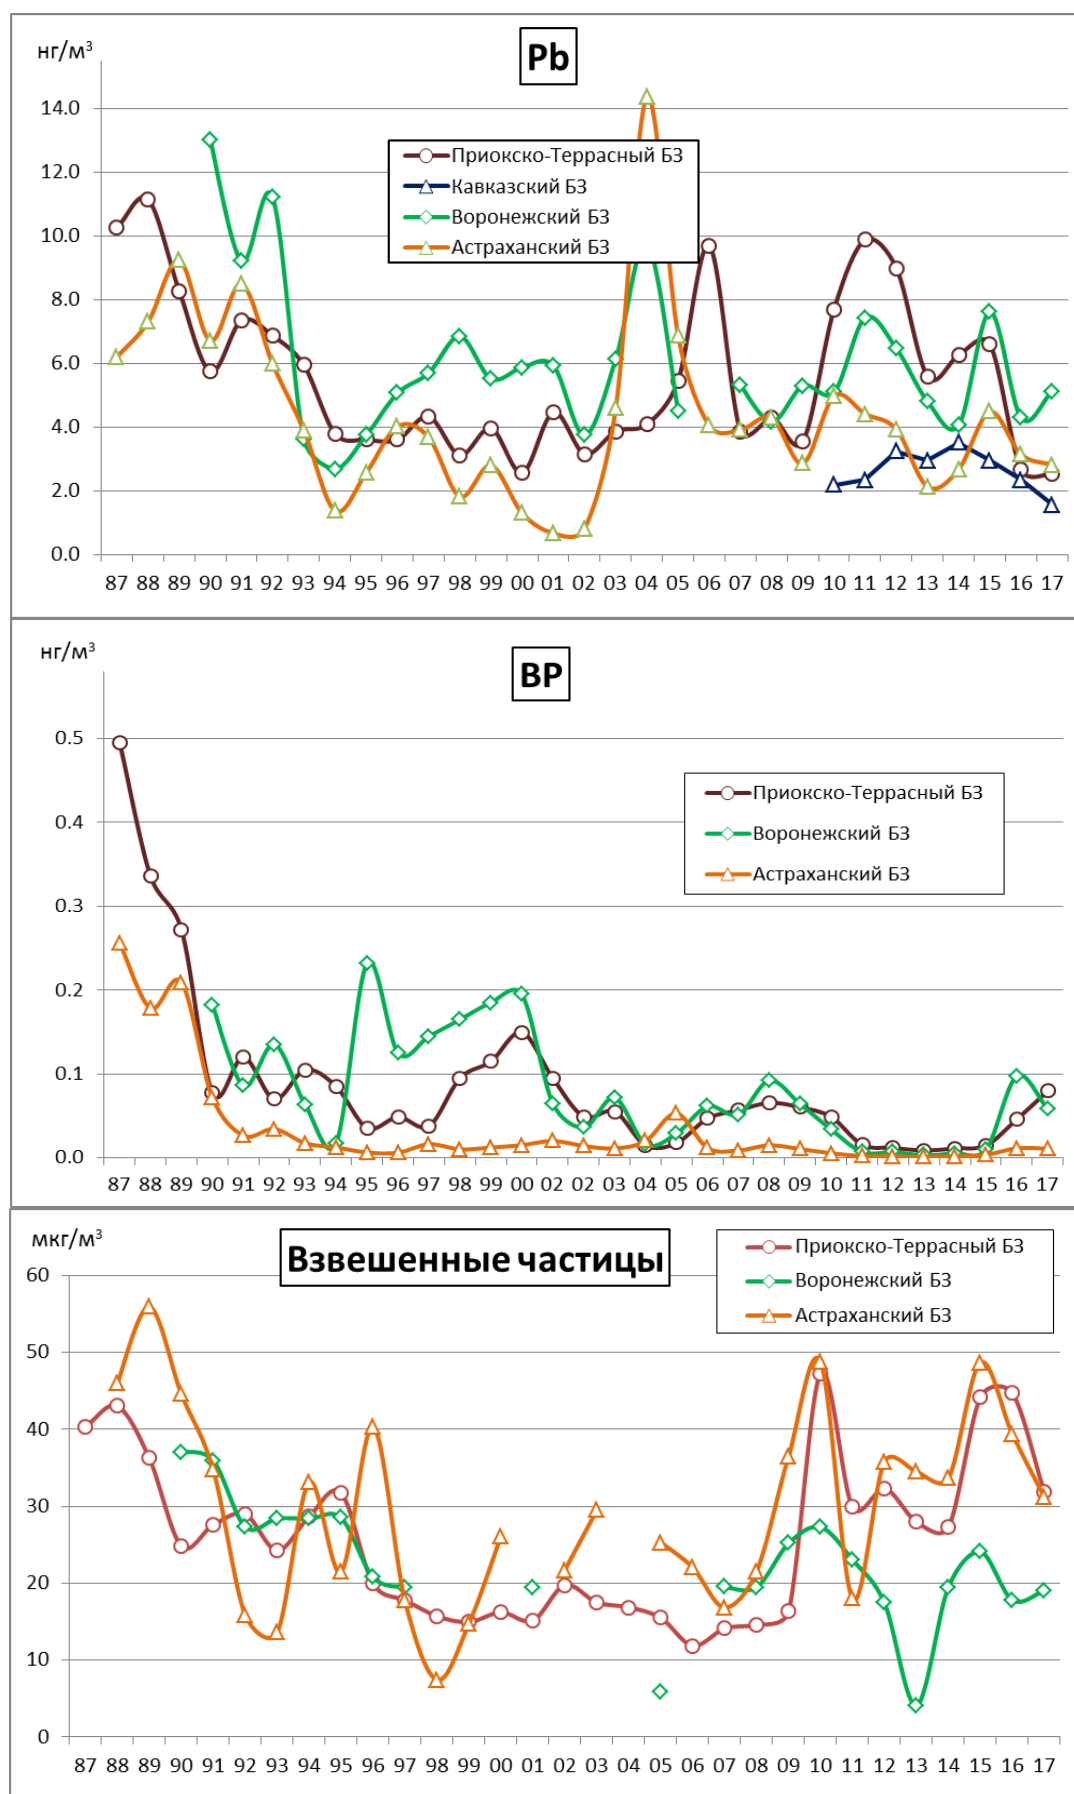 нг/м³
Pb
14.0
12.0
10.0
8.0
6.0
4.0
2.0
0.0
Приокско-Террасный БЗ
Кавказский БЗ
Воронежский БЗ
Астраханский БЗ
87 88 89 90 91 92 93 94 95 96 97 98 99 00 01 02 03 04 05 06 07 08 09 10 11 12 13 14 15 16 17
нг/м³
BP
0.5
0.4
0.3
0.2
0.1
0.0
Приокско-Террасный БЗ
Воронежский БЗ
Астраханский БЗ
87 88 89 90 91 92 93 94 95 96 97 98 99 00 02 02 03 04 05 06 07 08 09 10 11 12 13 14 15 16 17
мкг/м³
Взвешенные частицы
60
50
40
30
20
10
0
Приокско-Террасный БЗ
Воронежский БЗ
Астраханский БЗ
87 88 89 90 91 92 93 94 95 96 97 98 99 00 01 02 03 04 05 06 07 08 09 10 11 12 13 14 15 16 17